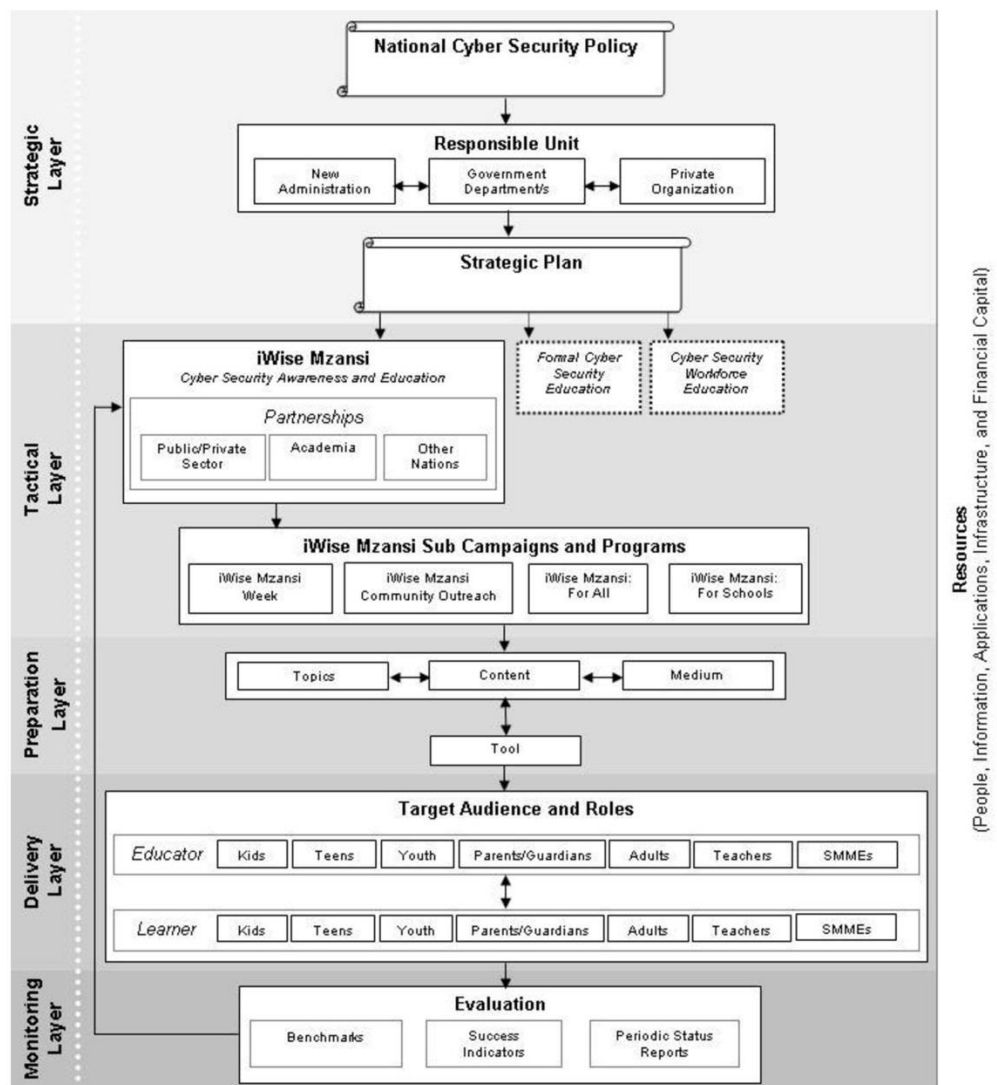 National Cyber Security Policy
Strategic
Layer
Responsible Unit
New
Administration
Government
Department/s
Private
Organization
Strategic Plan
Tactical
Layer
iWise Mzansi
Cyber Security Awareness and Education
Partnerships
Public/Private
Sector
Academia
Other
Nations
Formal Cyber
Security
Education
Cyber Security
Workforce
Education
iWise Mzansi Sub Campaigns and Programs
iWise Mzansi
Week
iWise Mzansi
Community Outreach
iWise Mzansi:
For All
iWise Mzansi:
For Schools
Preparation
Layer
Topics
Content
Medium
Tool
Delivery
Layer
Target Audience and Roles
Educator Kids Teens Youth Parents/Guardians Adults Teachers SMMEs
Learner Kids Teens Youth Parents/Guardians Adults Teachers SMMEs
Monitoring
Layer
Evaluation
Benchmarks
Success
Indicators
Periodic Status
Reports
Resources
(People, Information, Applications, Infrastructure, and Financial Capital)